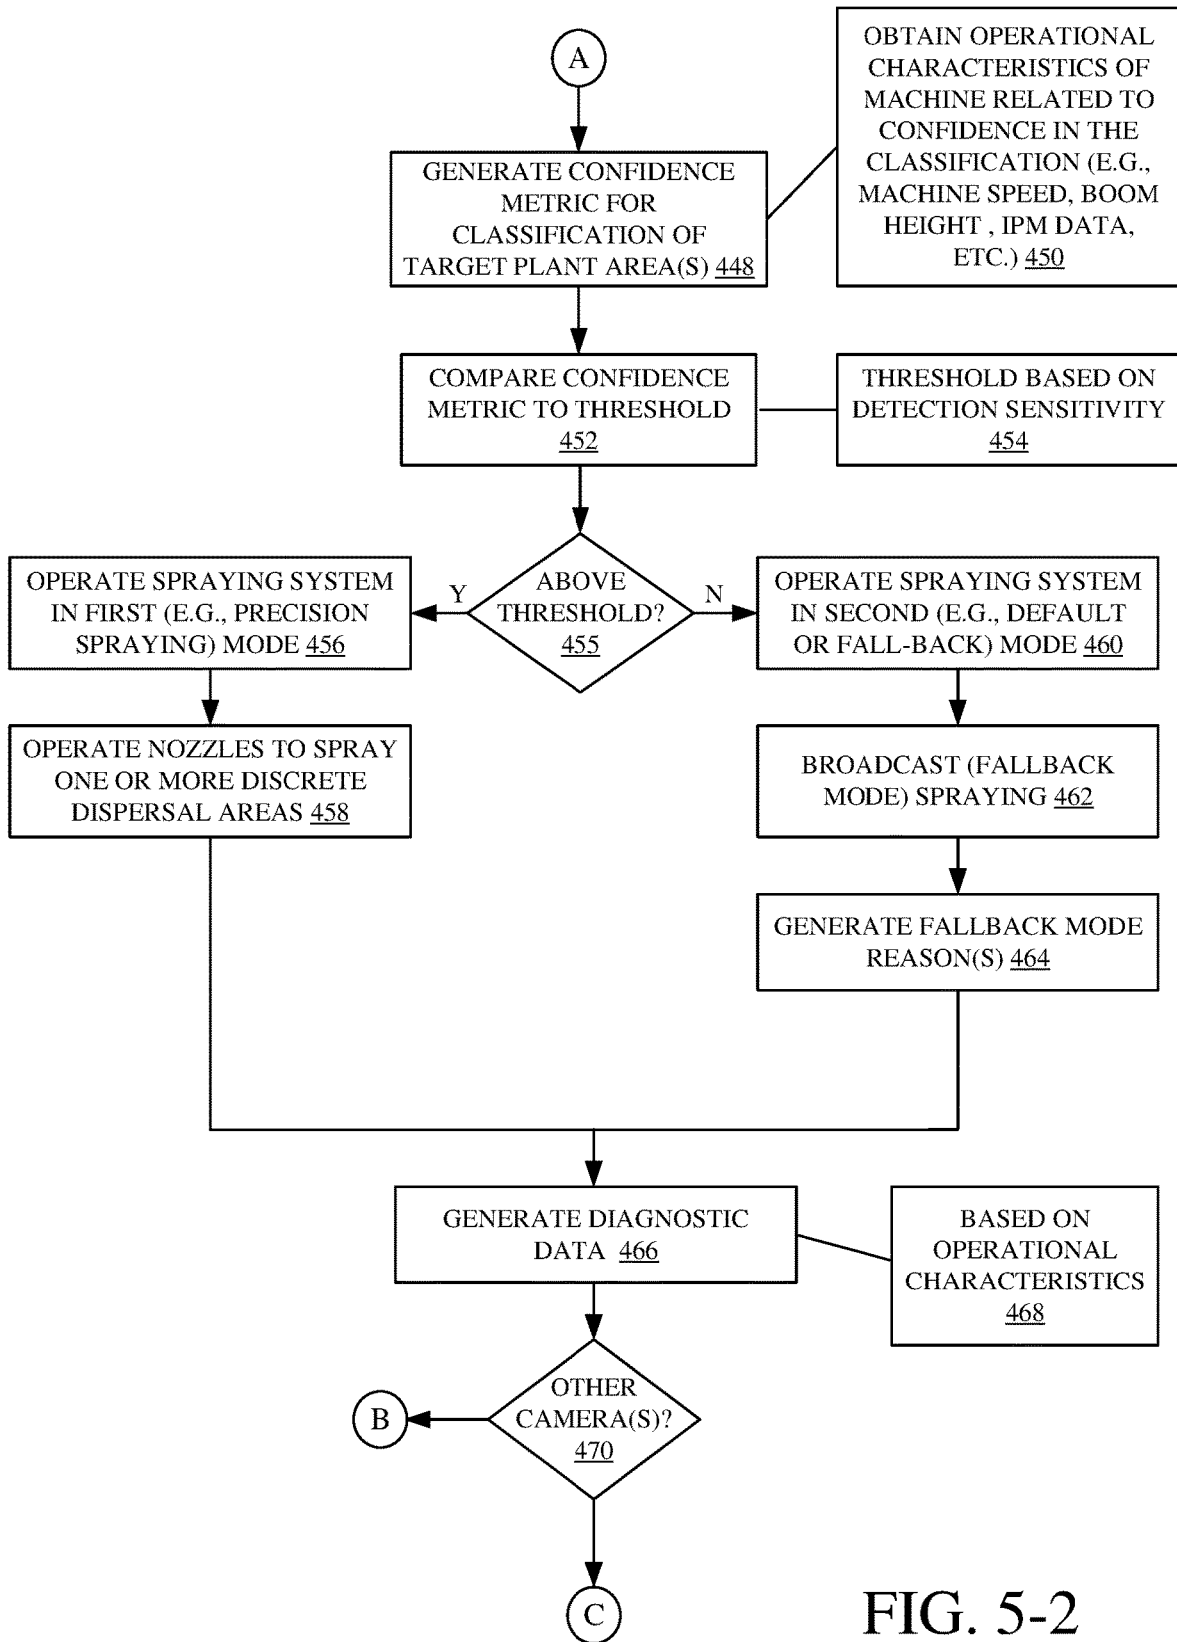 A
GENERATE CONFIDENCE
METRIC FOR
CLASSIFICATION OF
TARGET PLANT AREA(S) 448
OBTAIN OPERATIONAL
CHARACTERISTICS OF
MACHINE RELATED TO
CONFIDENCE IN THE
CLASSIFICATION (E.G.,
MACHINE SPEED, BOOM
HEIGHT , IPM DATA,
ETC.) 450
COMPARE CONFIDENCE
METRIC TO THRESHOLD
452
THRESHOLD BASED ON
DETECTION SENSITIVITY
454
ABOVE
THRESHOLD?
455
Y
N
OPERATE SPRAYING SYSTEM
IN FIRST (E.G., PRECISION
SPRAYING) MODE 456
OPERATE SPRAYING SYSTEM
IN SECOND (E.G., DEFAULT
OR FALL-BACK) MODE 460
OPERATE NOZZLES TO SPRAY
ONE OR MORE DISCRETE
DISPERSAL AREAS 458
BROADCAST (FALLBACK
MODE) SPRAYING 462
GENERATE FALLBACK MODE
REASON(S) 464
GENERATE DIAGNOSTIC
DATA 466
BASED ON
OPERATIONAL
CHARACTERISTICS
468
OTHER
CAMERA(S)?
470
B
C
FIG. 5-2